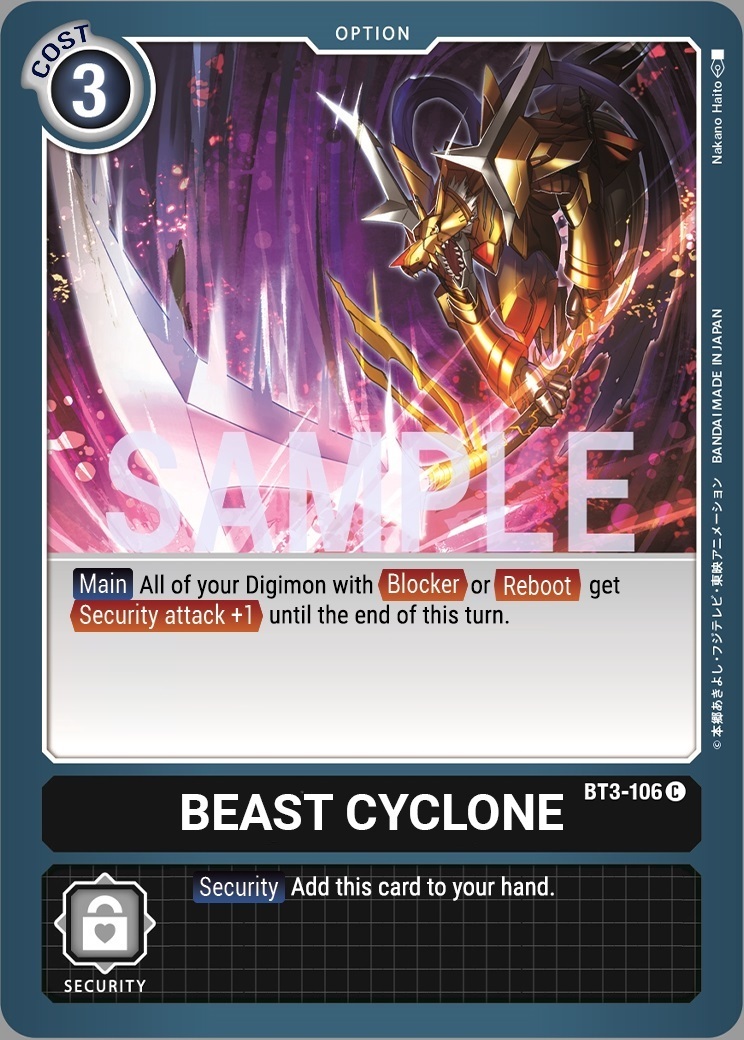 OPTION
COST
3
Nakano Haito
SAMPLE
© 本郷あきよし・フジテレビ・東映アニメーション BANDAI MADE IN JAPAN
Main All of your Digimon with Blocker or Reboot get
Security attack +1 until the end of this turn.
BT3-106 C
BEAST CYCLONE
Security Add this card to your hand.
SECURITY